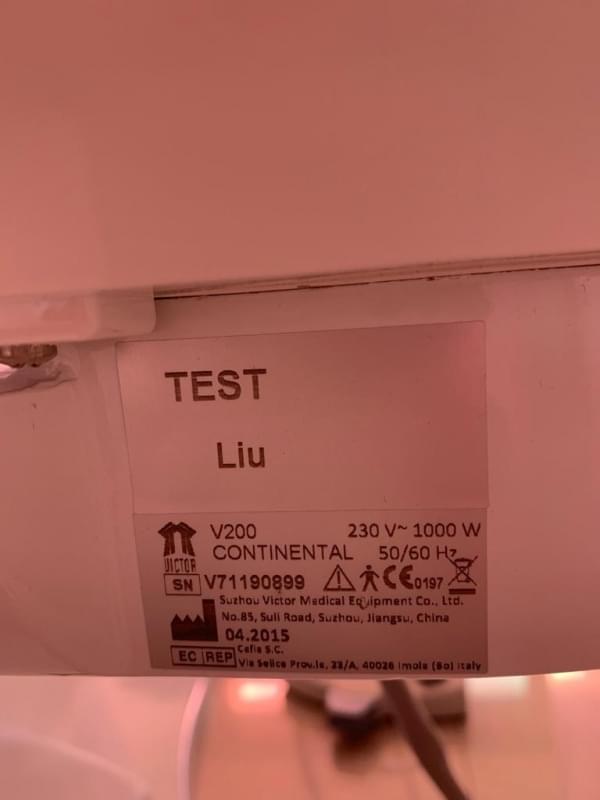 TEST
Liu
V200 230 V~ 1000 W
VICTOR CONTINENTAL 50/60 Hz
SN V71190899 CE0197
Suzhou Victor Medical Equipment Co., Ltd.
No.85, Suli Road, Suzhou, Jiangsu, China
04.2015
EC REP Cefla S.C.
Via Selice Prov.le, 23/A, 40026 Imola (Bo) Italy